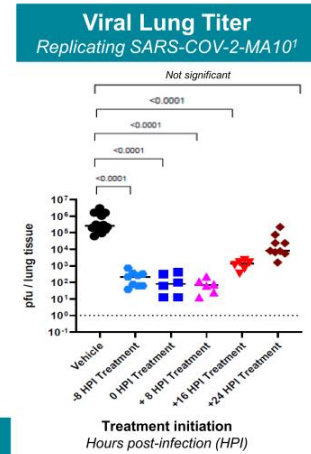 Viral Lung Titer
Replicating SARS-COV-2-MA10¹
Not significant
<0.0001
<0.0001
<0.0001
<0.0001
pfu / lung tissue
10⁷
10⁶
10⁵
10⁴
10³
10²
10¹
10⁰
10⁻¹
Vehicle
-8 HPI Treatment
0 HPI Treatment
+ 8 HPI Treatment
+16 HPI Treatment
+24 HPI Treatment
Treatment initiation
Hours post-infection (HPI)